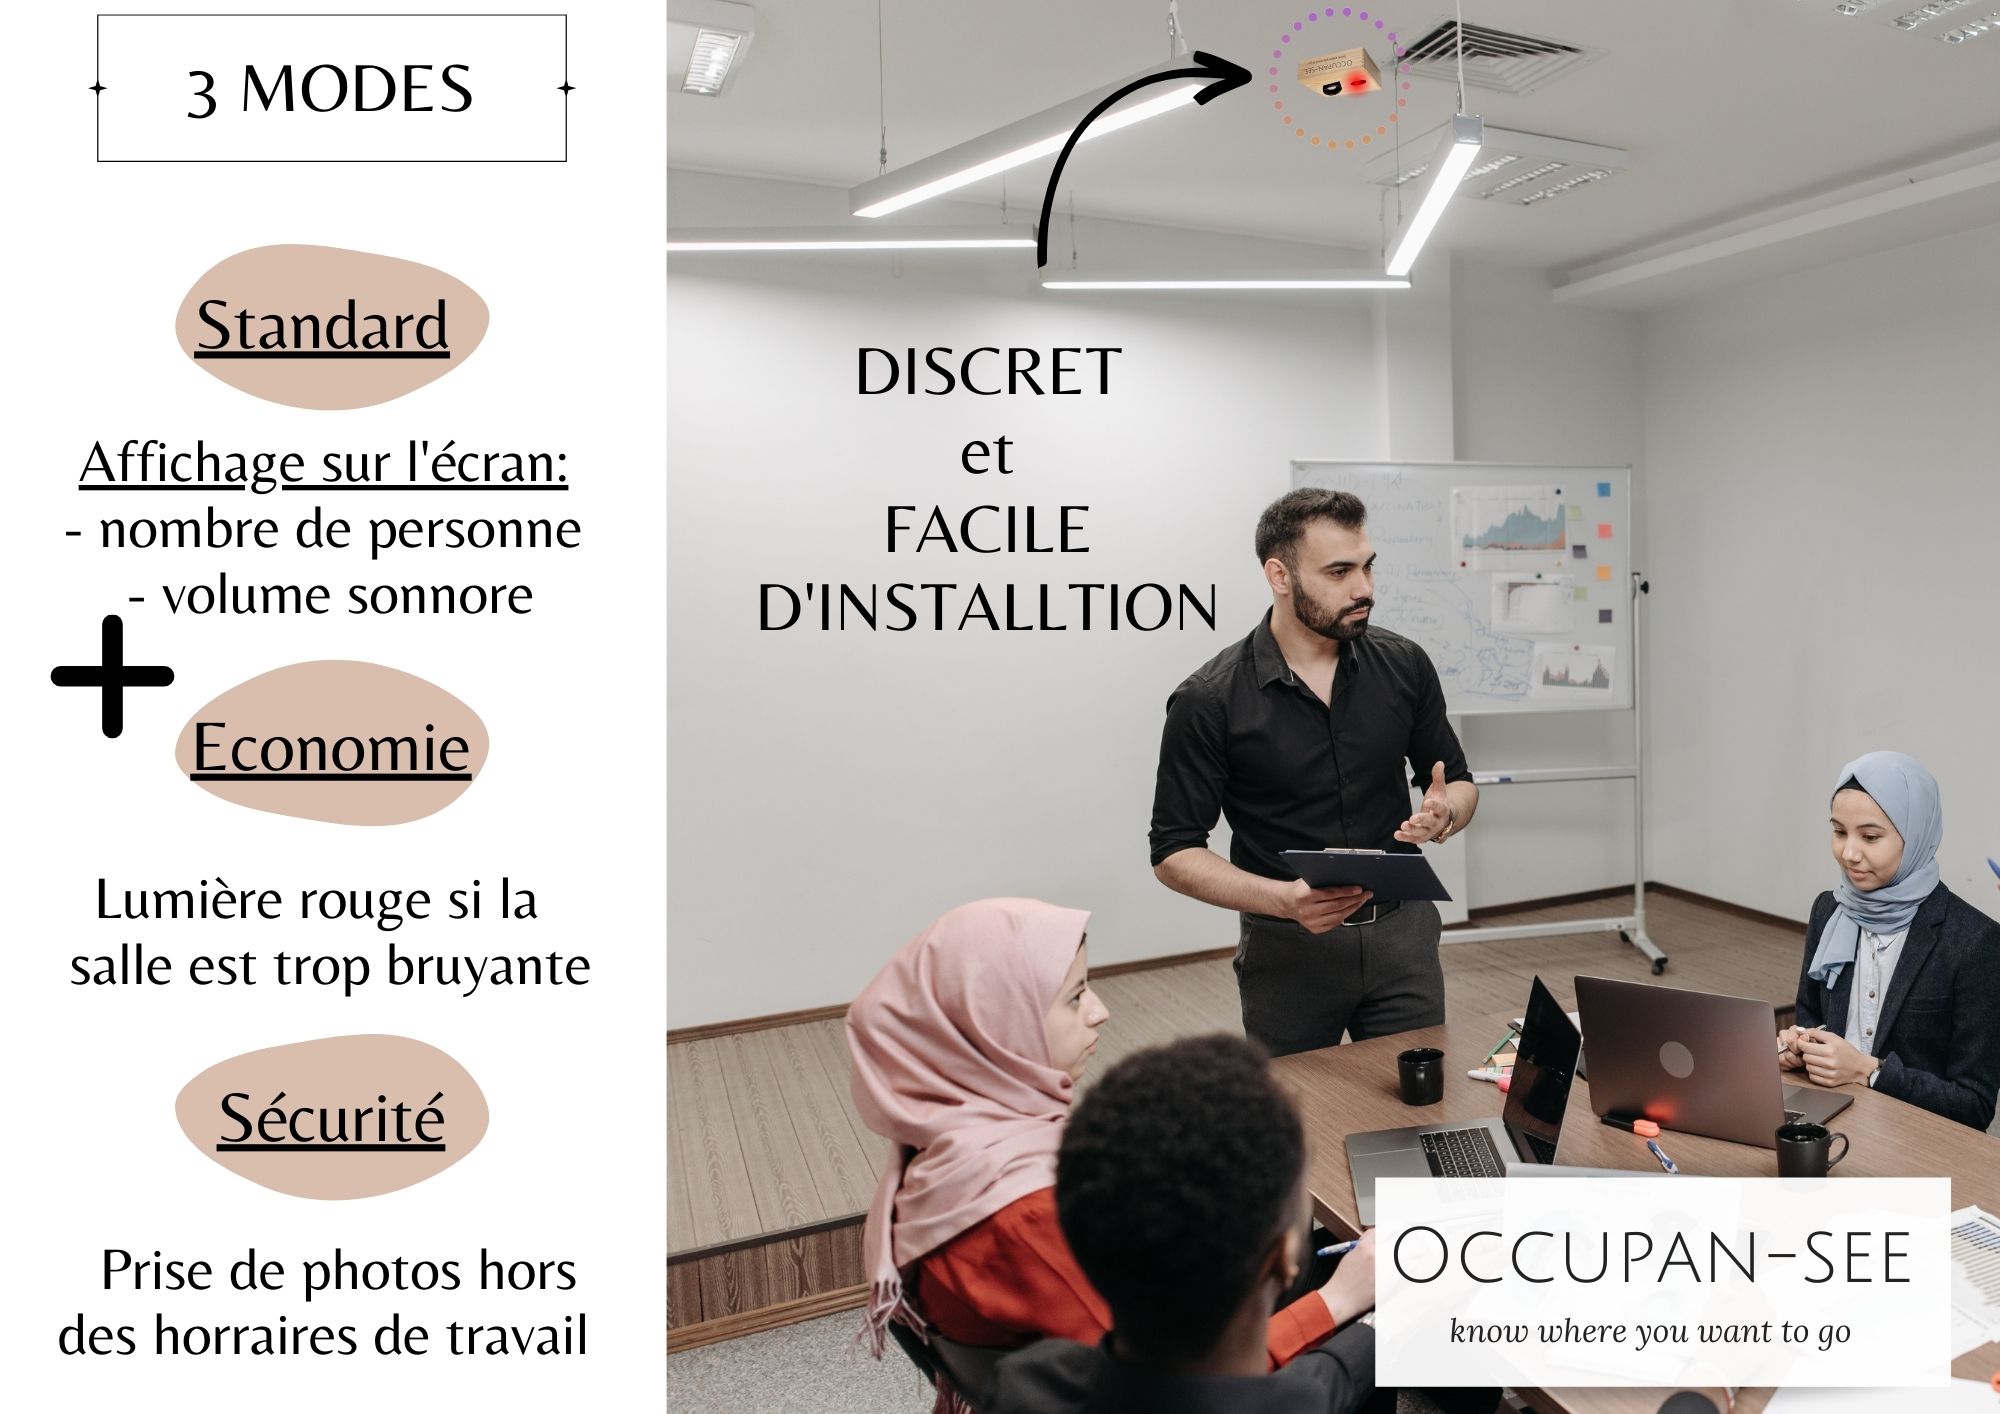 3 MODES
Standard
Affichage sur l'écran:
- nombre de personne
- volume sonnore
Economie
Lumière rouge si la
salle est trop bruyante
Sécurité
Prise de photos hors
des horraires de travail
OCCUPAN-SEE
DISCRET
et
FACILE
D'INSTALLTION
OCCUPAN-SEE
know where you want to go